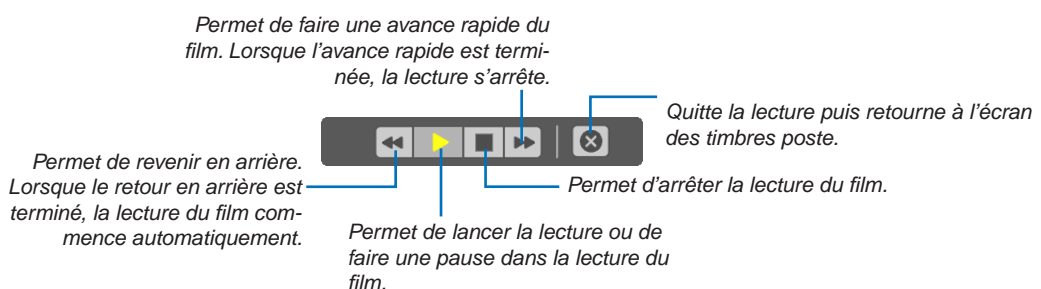 Permet de faire une avance rapide du
film. Lorsque l'avance rapide est termi-
née, la lecture s'arrête.
Quitte la lecture puis retourne à l'écran
des timbres poste.
Permet de revenir en arrière.
Lorsque le retour en arrière est
terminé, la lecture du film com-
mence automatiquement.
Permet d'arrêter la lecture du film.
Permet de lancer la lecture ou de
faire une pause dans la lecture du
film.